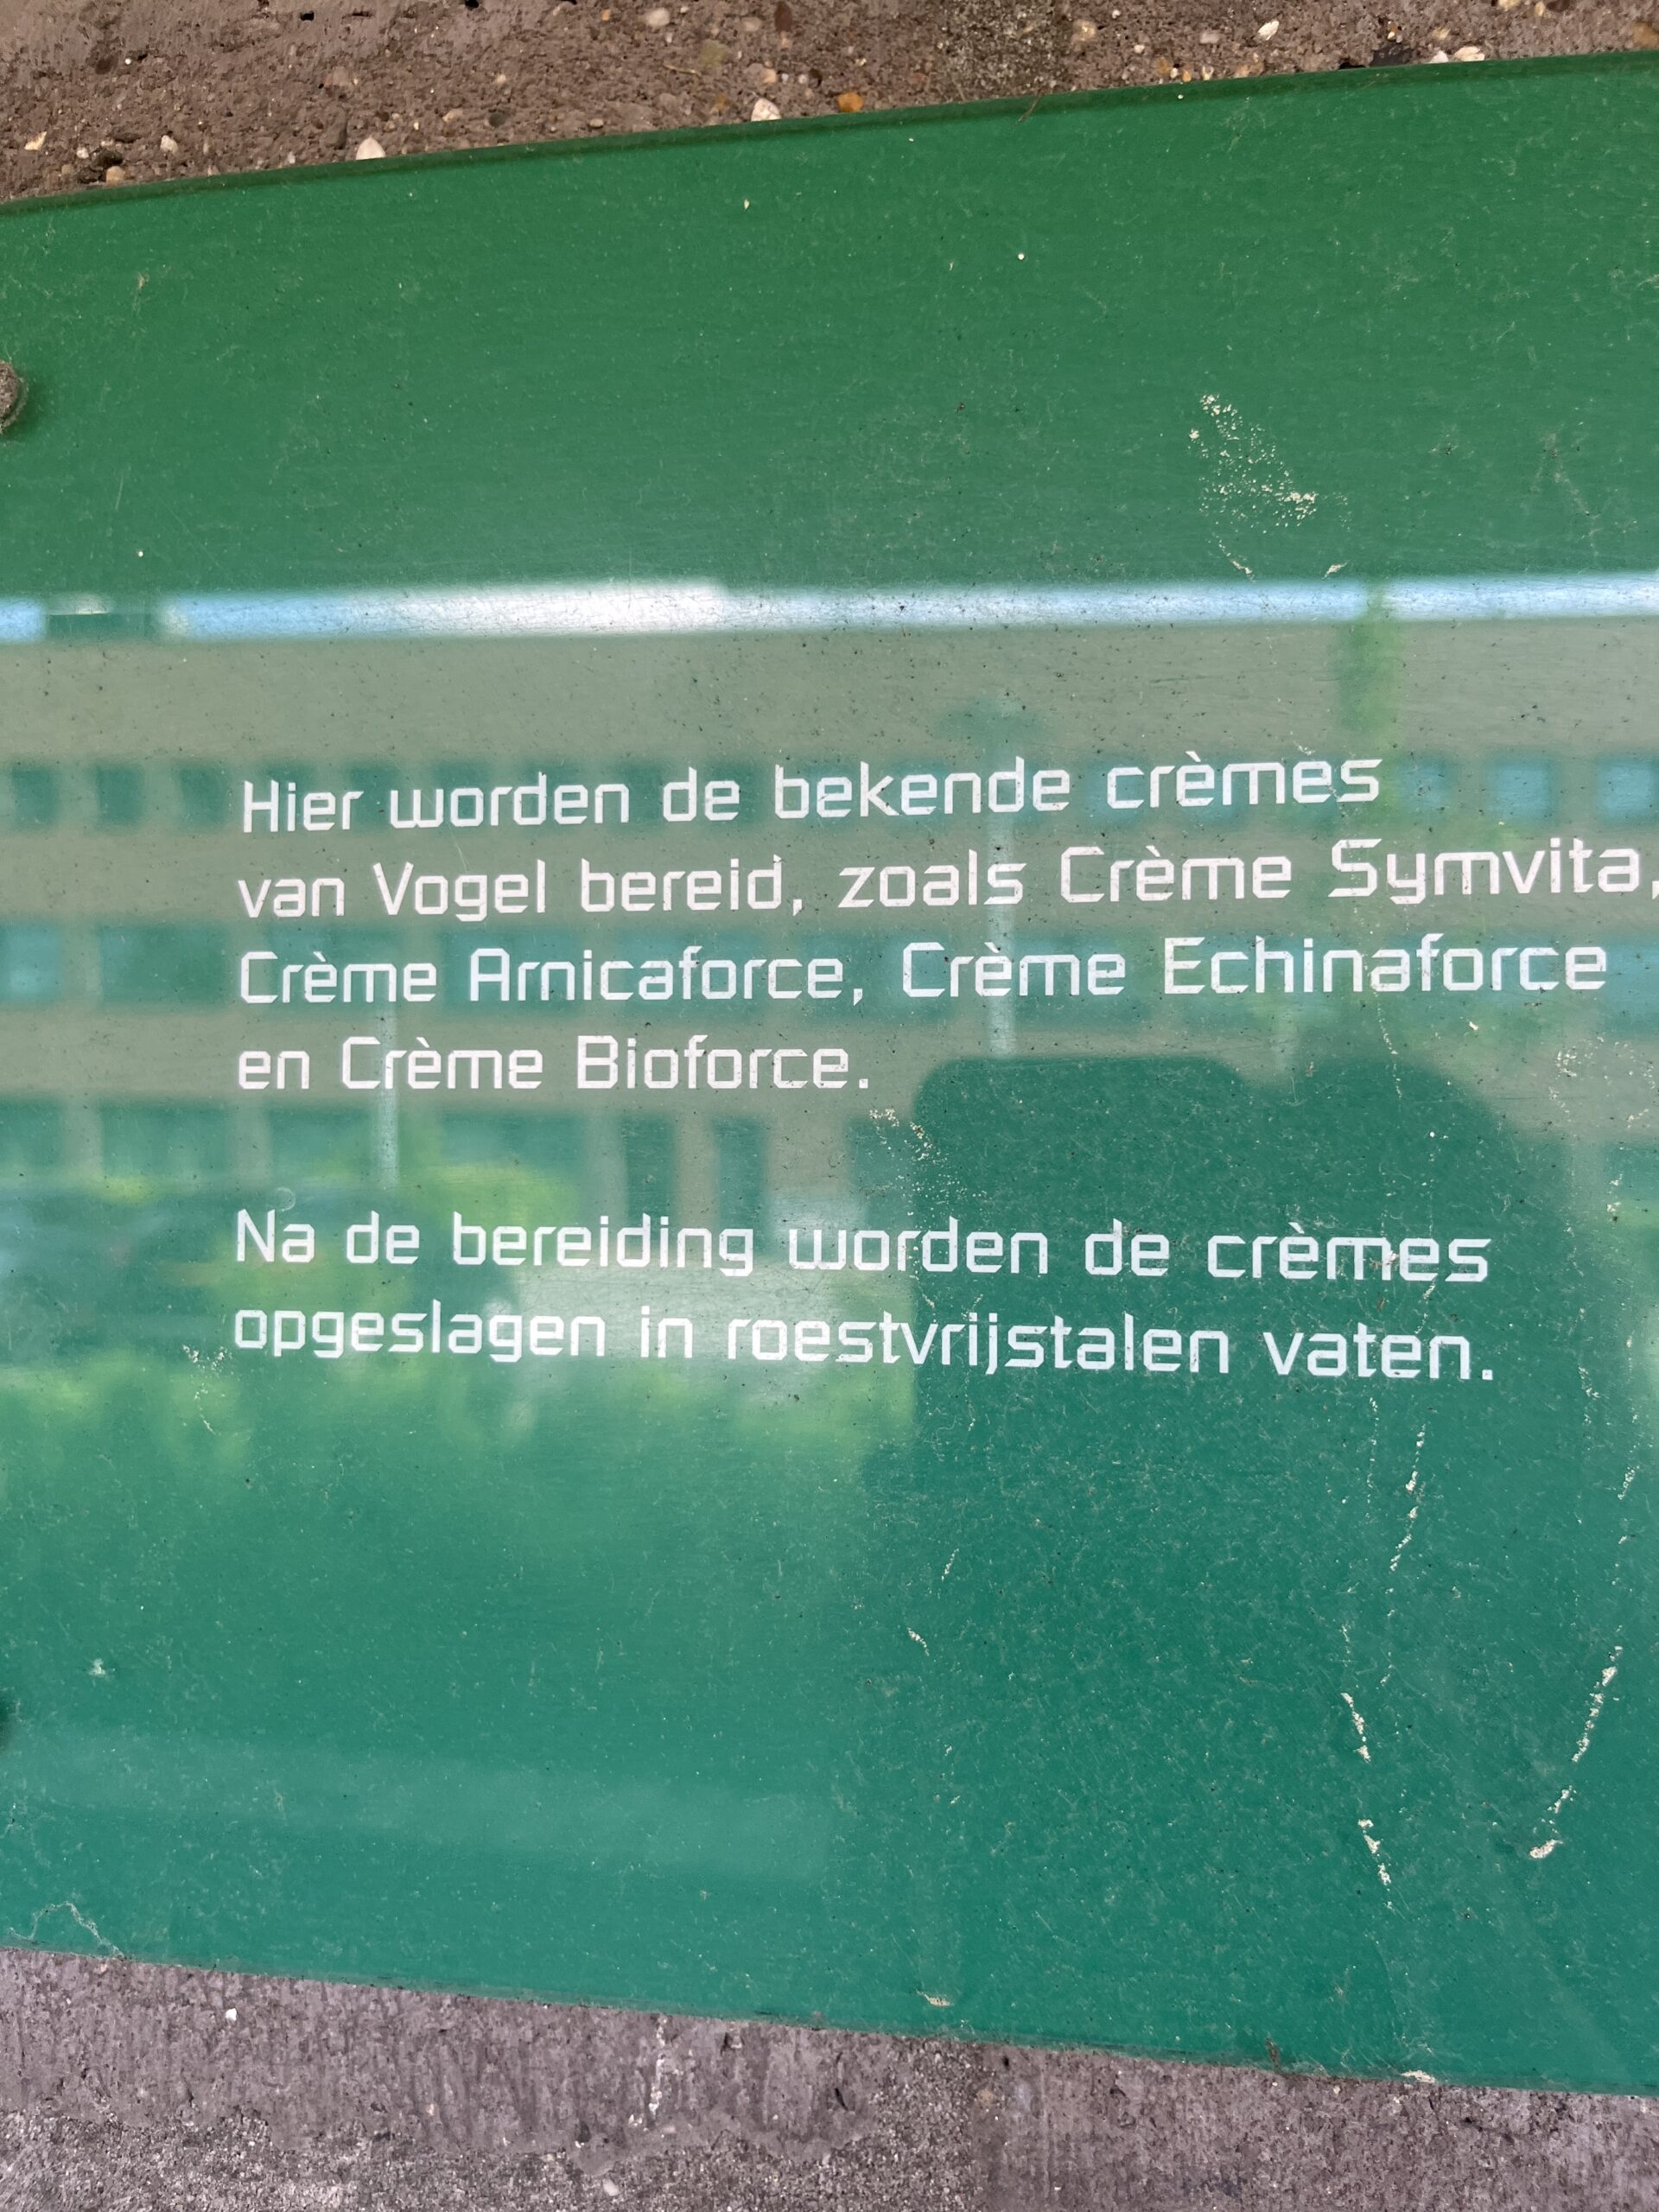 Hier worden de bekende crèmes
van Vogel bereid, zoals Crème Symvita,
Crème Arnicaforce, Crème Echinaforce
en Crème Bioforce.
Na de bereiding worden de crèmes
opgeslagen in roestvrijstalen vaten.